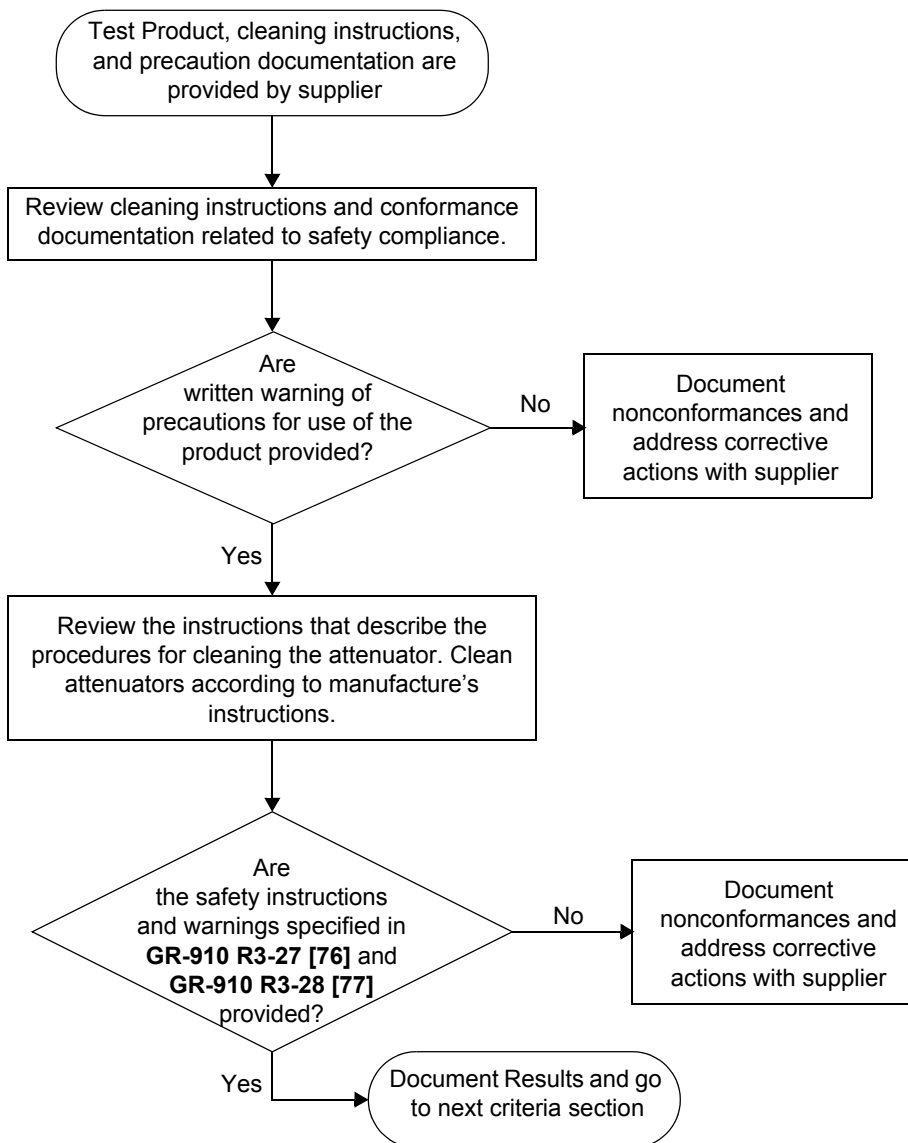 Test Product, cleaning instructions,
and precaution documentation are
provided by supplier
Review cleaning instructions and conformance
documentation related to safety compliance.
Are
written warning of
precautions for use of the
product provided?
No
Document
nonconformances and
address corrective
actions with supplier
Yes
Review the instructions that describe the
procedures for cleaning the attenuator. Clean
attenuators according to manufacture’s
instructions.
Are
the safety instructions
and warnings specified in
GR-910 R3-27 [76] and
GR-910 R3-28 [77]
provided?
No
Document
nonconformances and
address corrective
actions with supplier
Yes
Document Results and go
to next criteria section